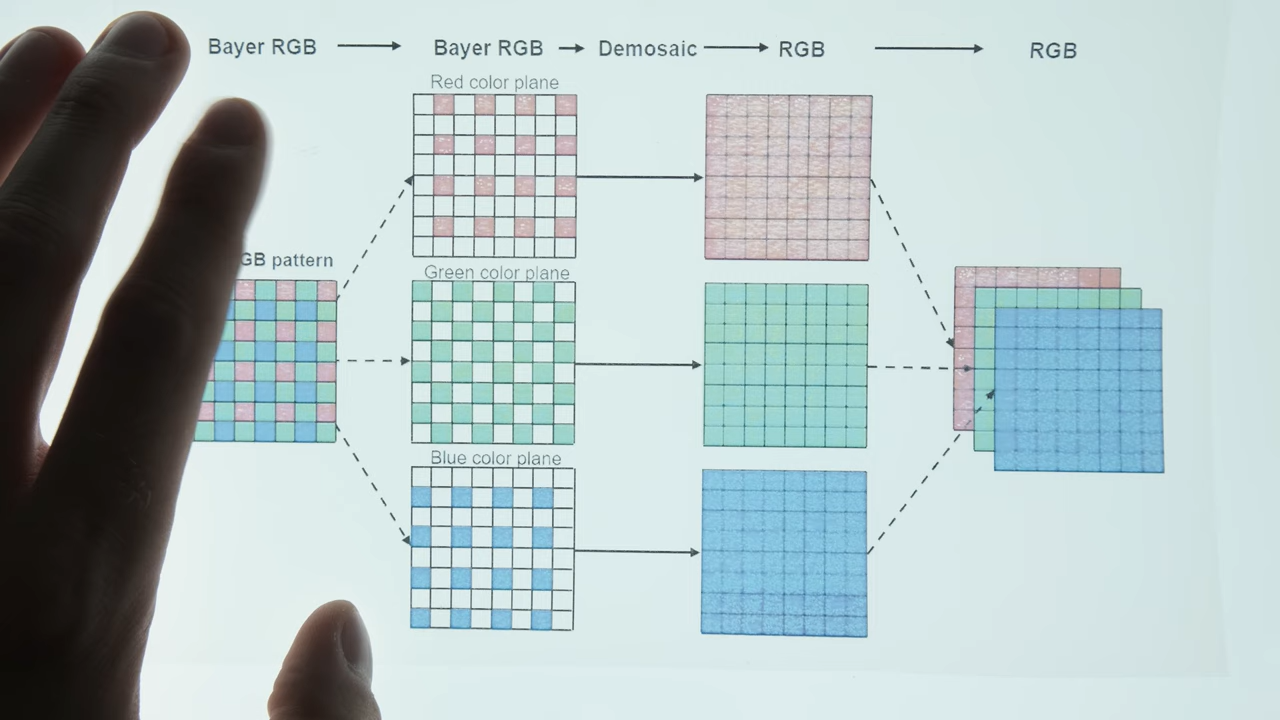 Bayer RGB
Bayer RGB
Demosaic
RGB
RGB
Red color plane
GB pattern
Green color plane
Blue color plane